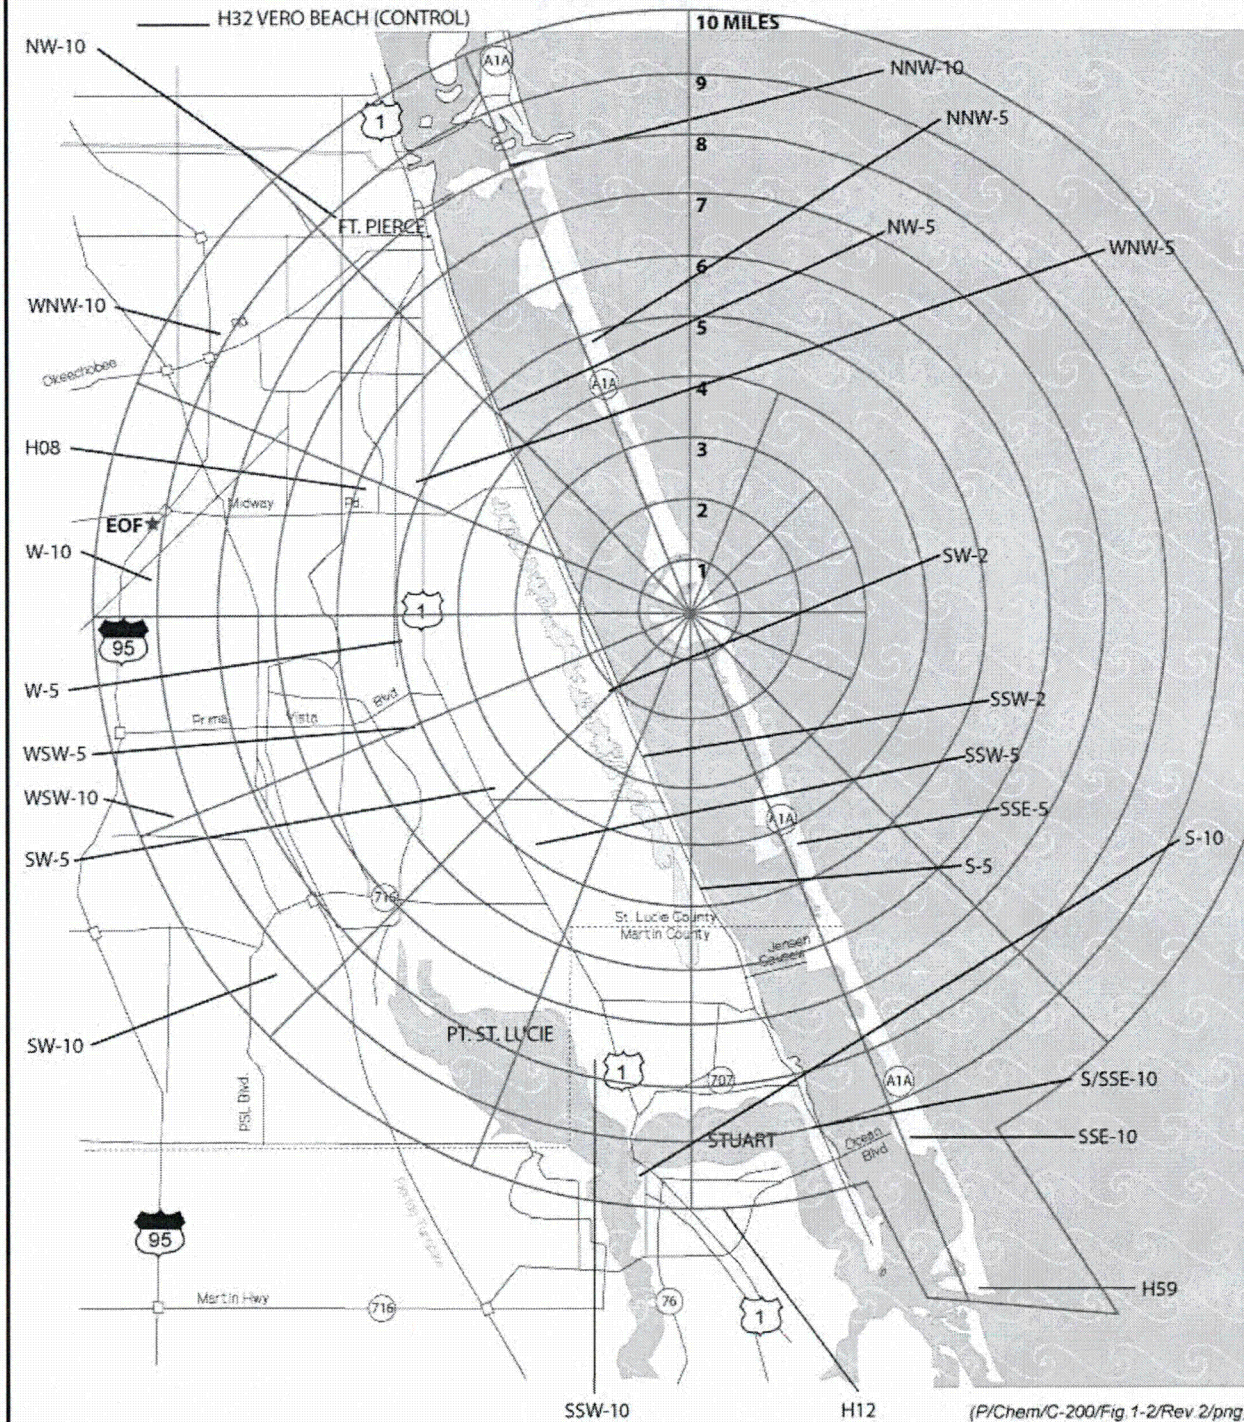 H32 VERO BEACH (CONTROL)
10 MILES
NW-10
A1A
NNW-10
9
1
NNW-5
8
7
FT. PIERCE
NW-5
WNW-5
6
WNW-10
5
Okeechobee
A1A
4
H08
3
Midway Rd.
2
EOF
SW-2
W-10
1
1
95
W-5
Prima Vista Blvd
SSW-2
WSW-5
SSW-5
WSW-10
SSE-5
A1A
S-10
SW-5
S-5
716
St. Lucie County
Martin County
Jensen
Causeway
PT. ST. LUCIE
SW-10
1
707
A1A
S/SSE-10
PSL Blvd.
STUART
Ocean
Blvd
SSE-10
Florida Turnpike
95
H59
Martin Hwy
716
76
1
SSW-10
H12
(P/Chem/C-200/Fig.1-2/Rev.2/png